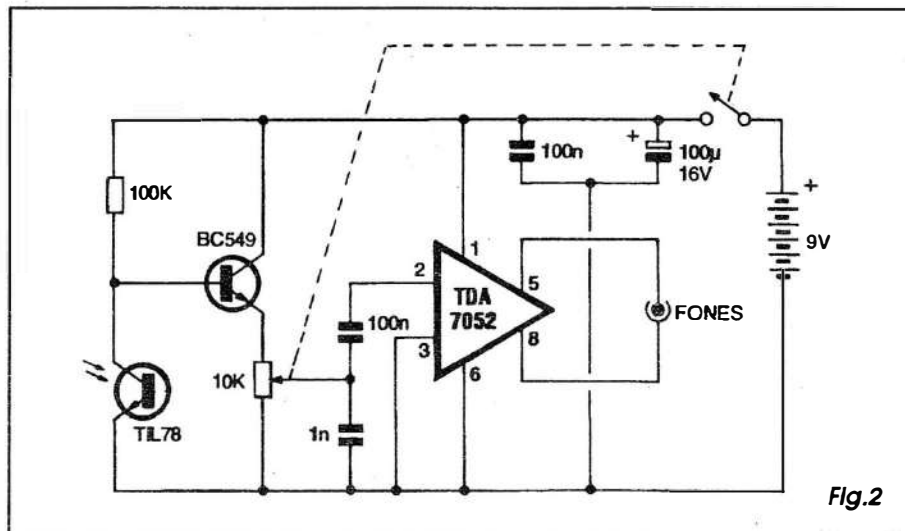 +
100n
100µ
16V
+
9V
100K
BC549
1
2
TDA
7052
5
FONES
100n
3
8
10K
6
1n
TIL78
Fig.2